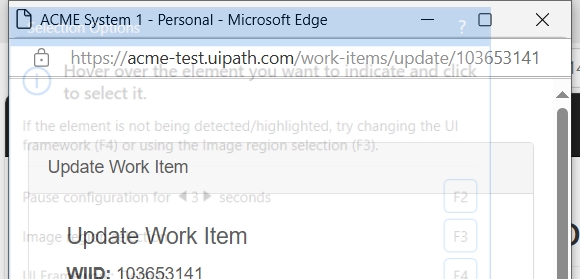 ACME System 1 - Personal - Microsoft Edge
Selection Options ?
https://acme-test.uipath.com/work-items/update/103653141
Hover over the element you want to indicate and click
to select it.
If the element is not being detected/highlighted, try changing the UI
framework (F4) or using the Image region selection (F3).
Update Work Item
Pause configuration for 3 seconds F2
Update Work Item
Image F3
WIID: 103653141
UI Fram F4